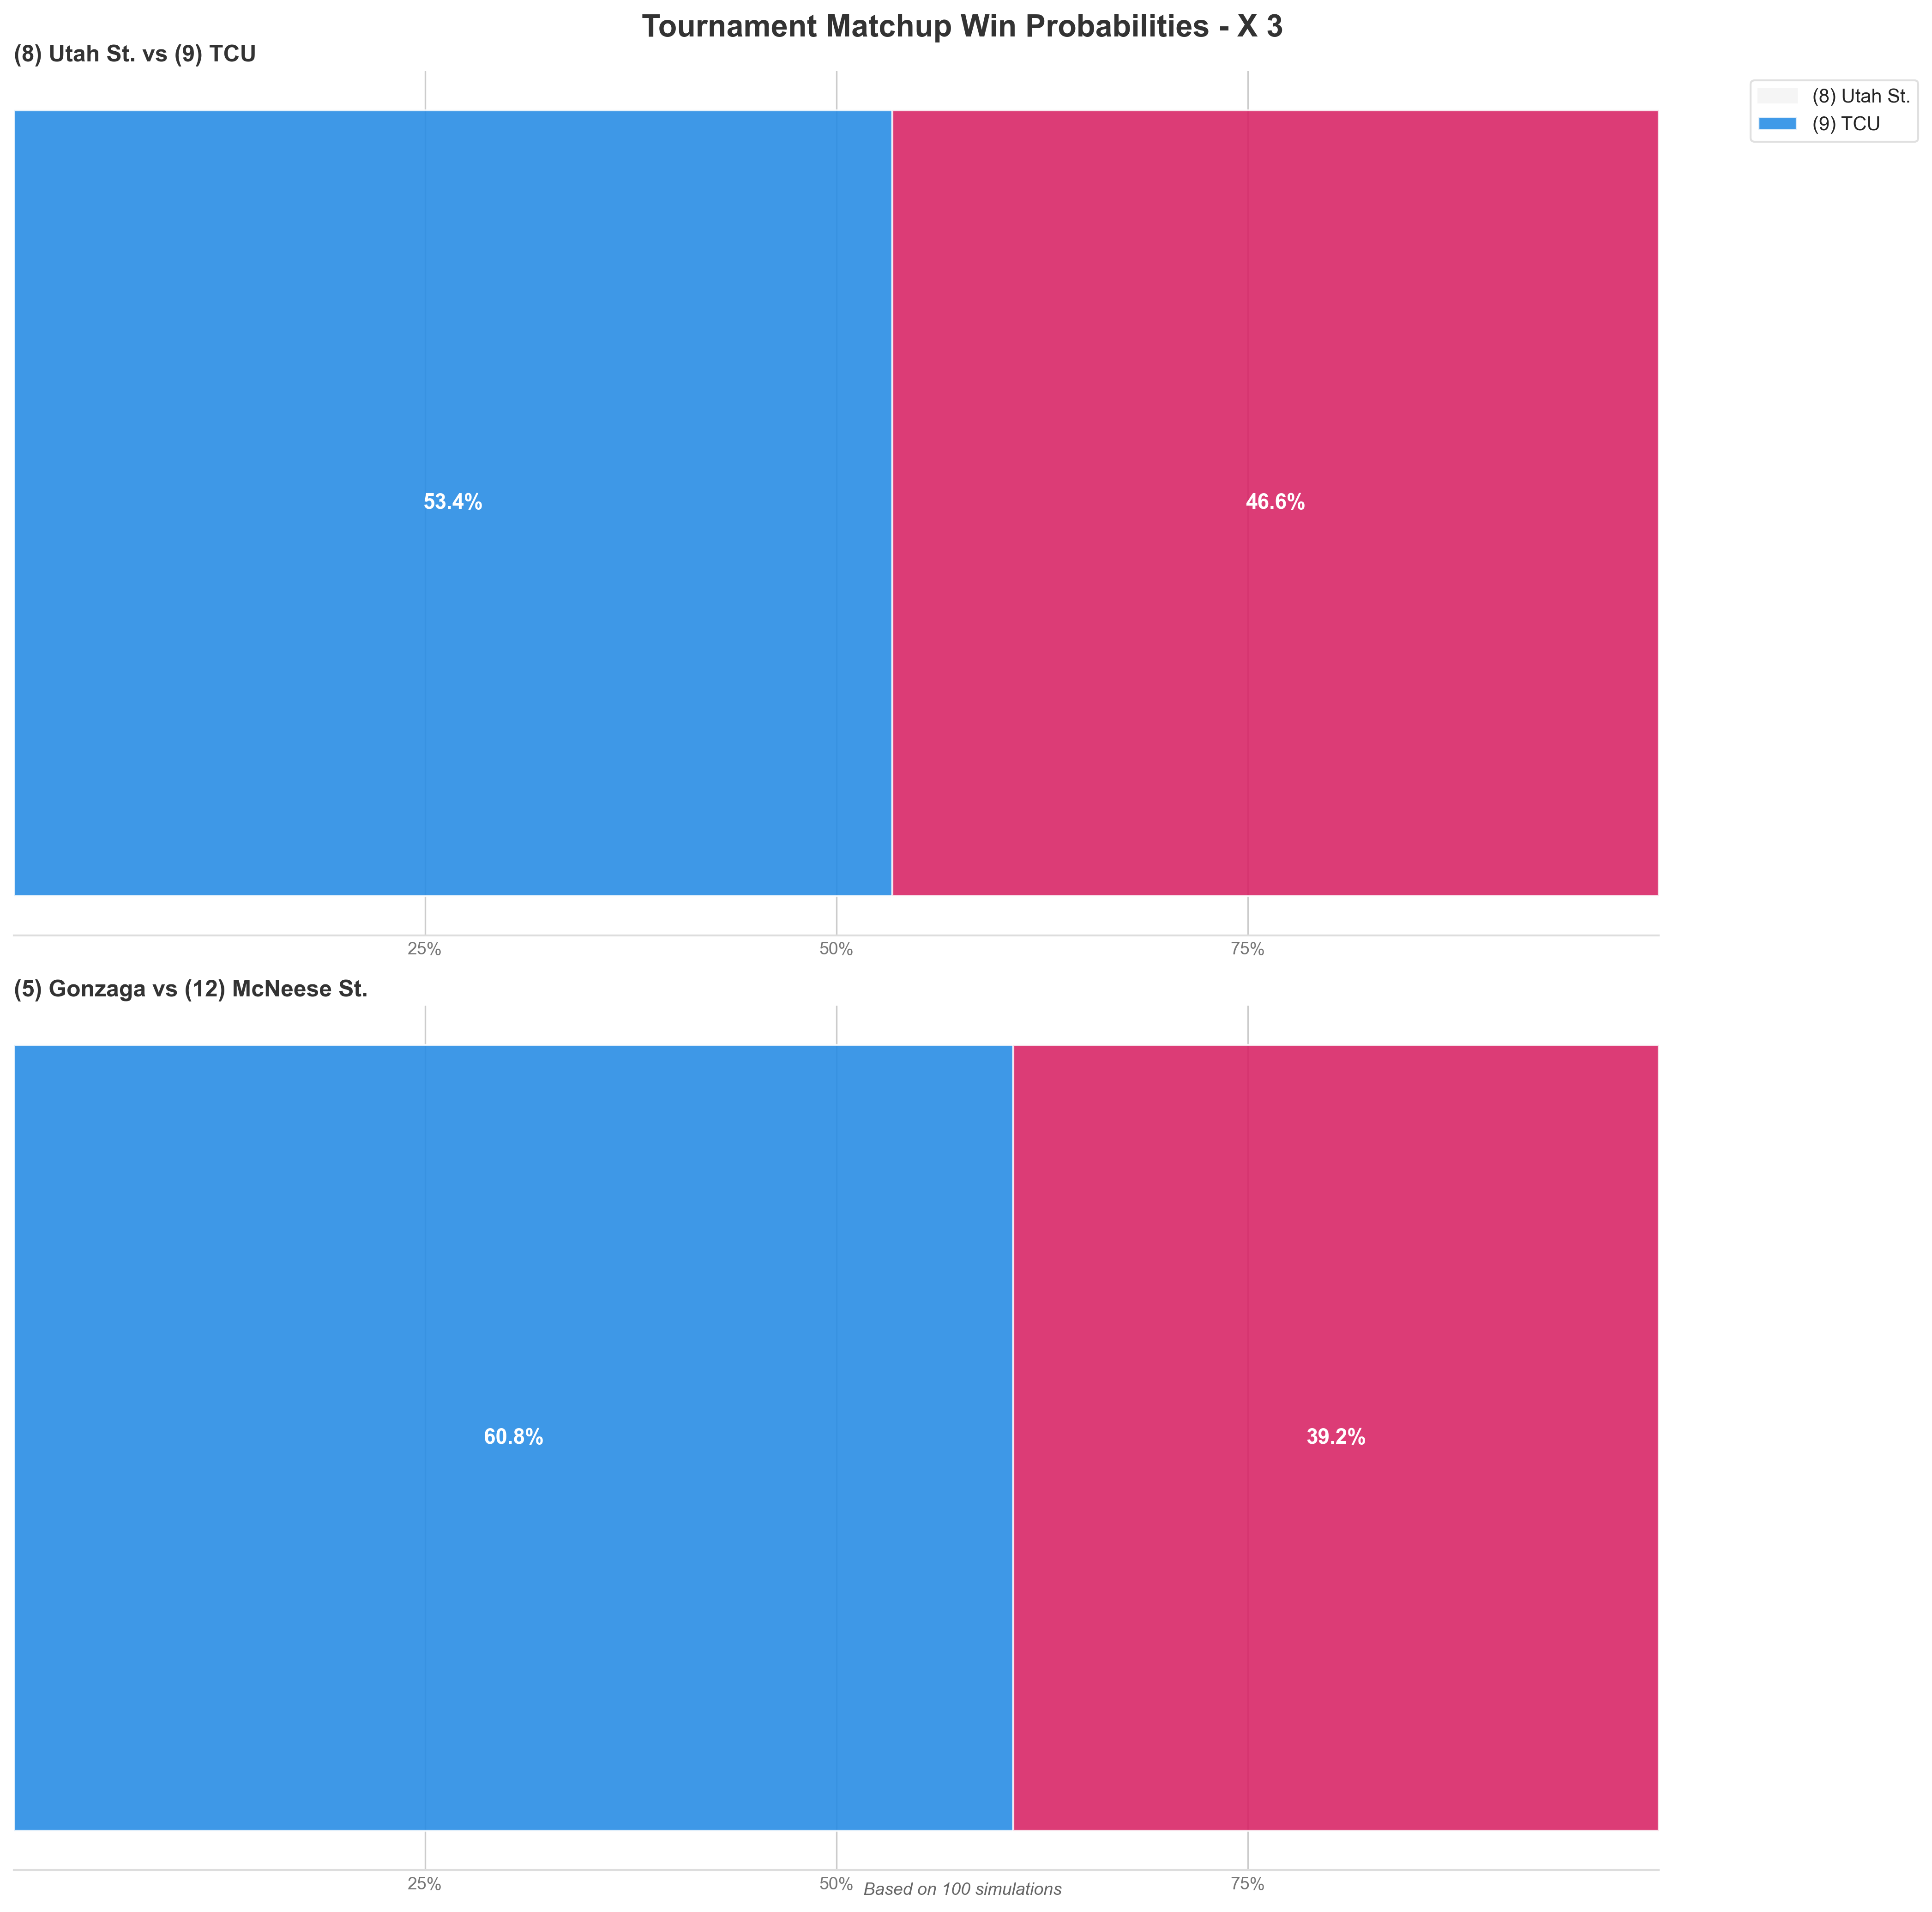 Tournament Matchup Win Probabilities - X 3
(8) Utah St. vs (9) TCU
(8) Utah St.
(9) TCU
53.4%
46.6%
25%
50%
75%
(5) Gonzaga vs (12) McNeese St.
60.8%
39.2%
25%
50%
75%
Based on 100 simulations